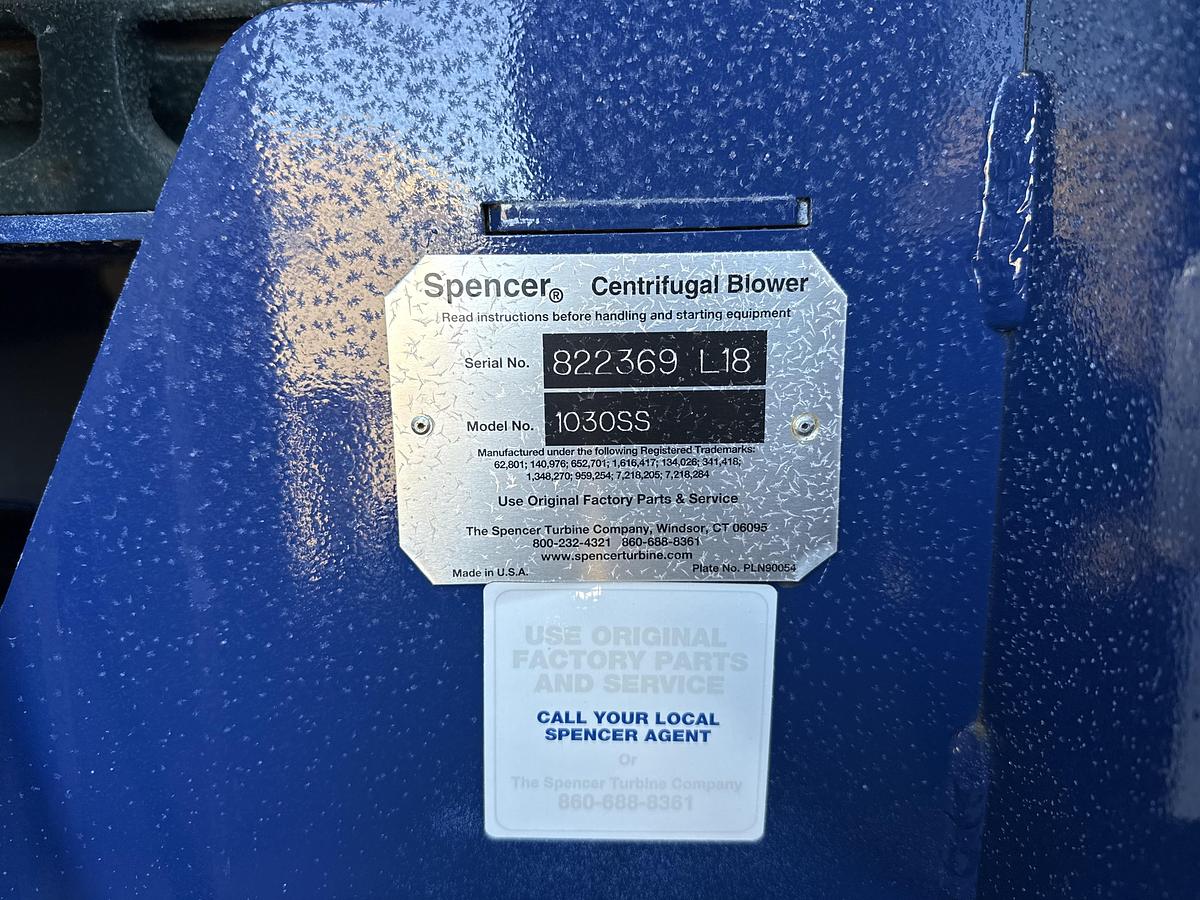 Spencer® Centrifugal Blower
Read instructions before handling and starting equipment
Serial No. 822369 L18
Model No. 1030SS
Manufactured under the following Registered Trademarks:
62,801; 140,976; 652,701; 1,616,417; 134,026; 341,418;
1,348,270; 959,254; 7,218,205; 7,218,284
Use Original Factory Parts & Service
The Spencer Turbine Company, Windsor, CT 06095
800-232-4321 860-688-8361
www.spencerturbine.com
Made in U.S.A. Plate No. PLN90054
USE ORIGINAL
FACTORY PARTS
AND SERVICE
CALL YOUR LOCAL
SPENCER AGENT
Or
The Spencer Turbine Company
860-688-8361